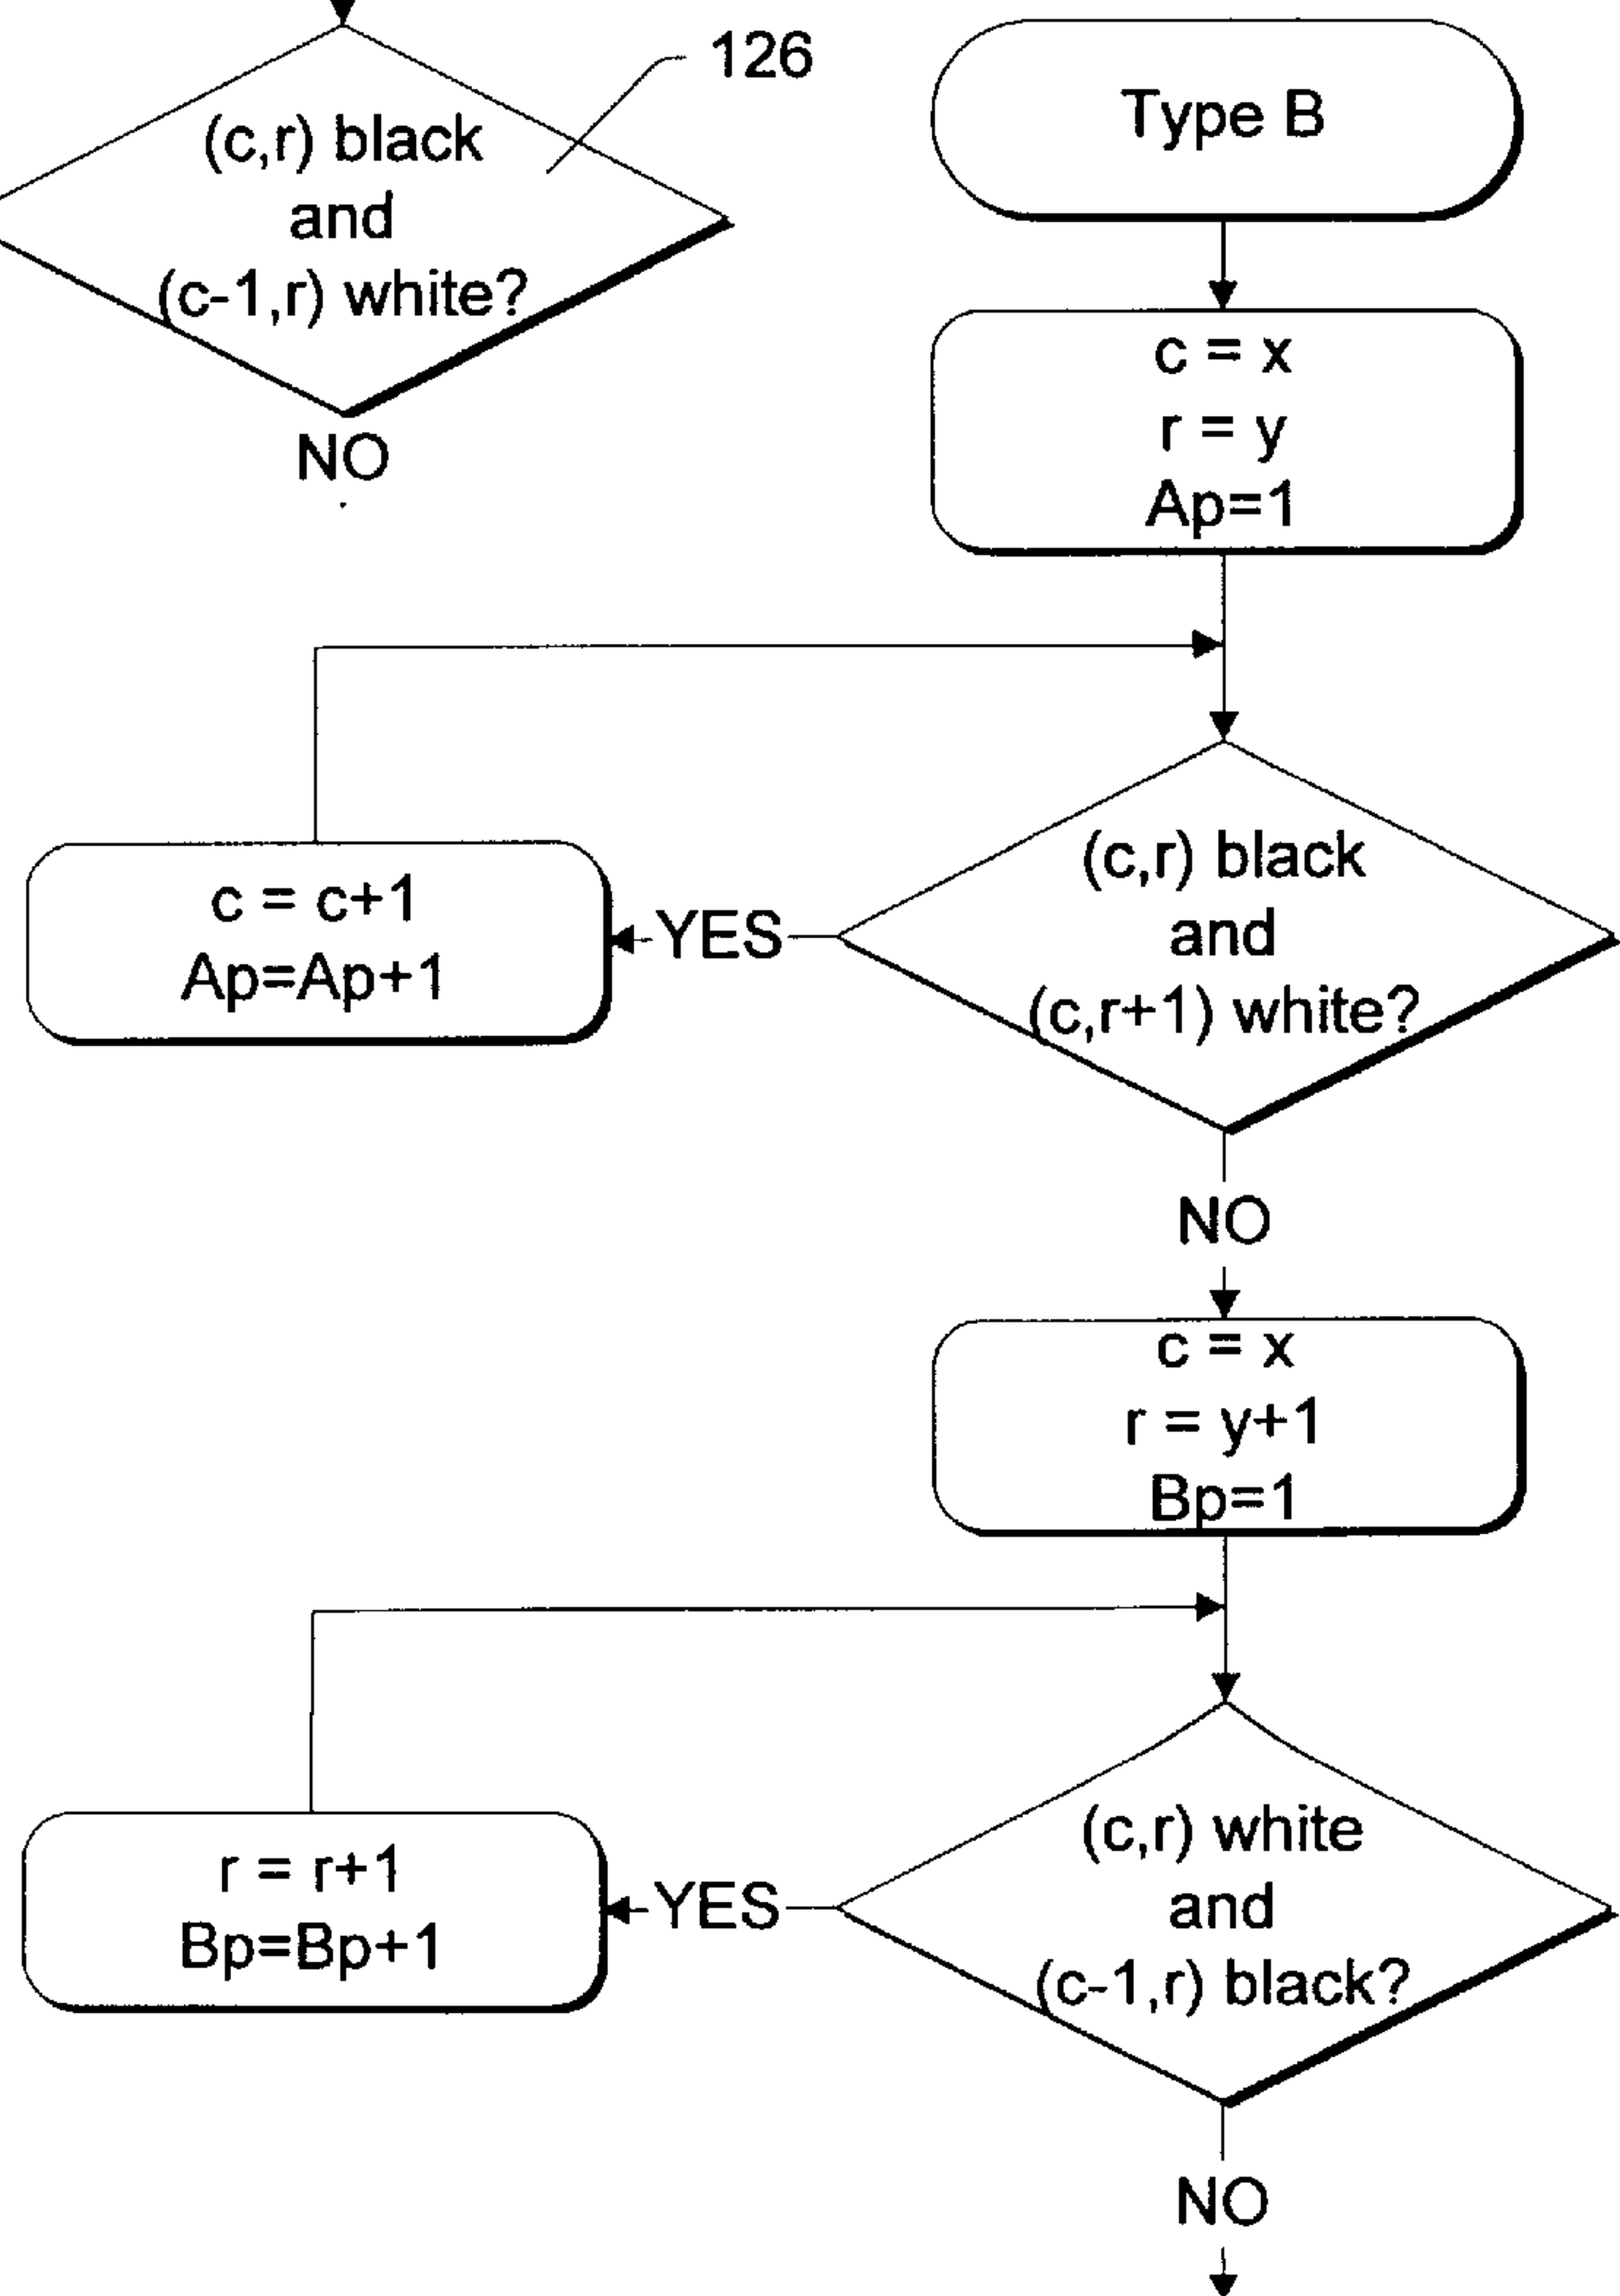 126
(c,r) black
and
(c-1,r) white?
NO
Type B
c = x
r = y
Ap=1
(c,r) black
and
(c,r+1) white?
YES
c = c+1
Ap=Ap+1
NO
c = x
r = y+1
Bp=1
(c,r) white
and
(c-1,r) black?
YES
r = r+1
Bp=Bp+1
NO